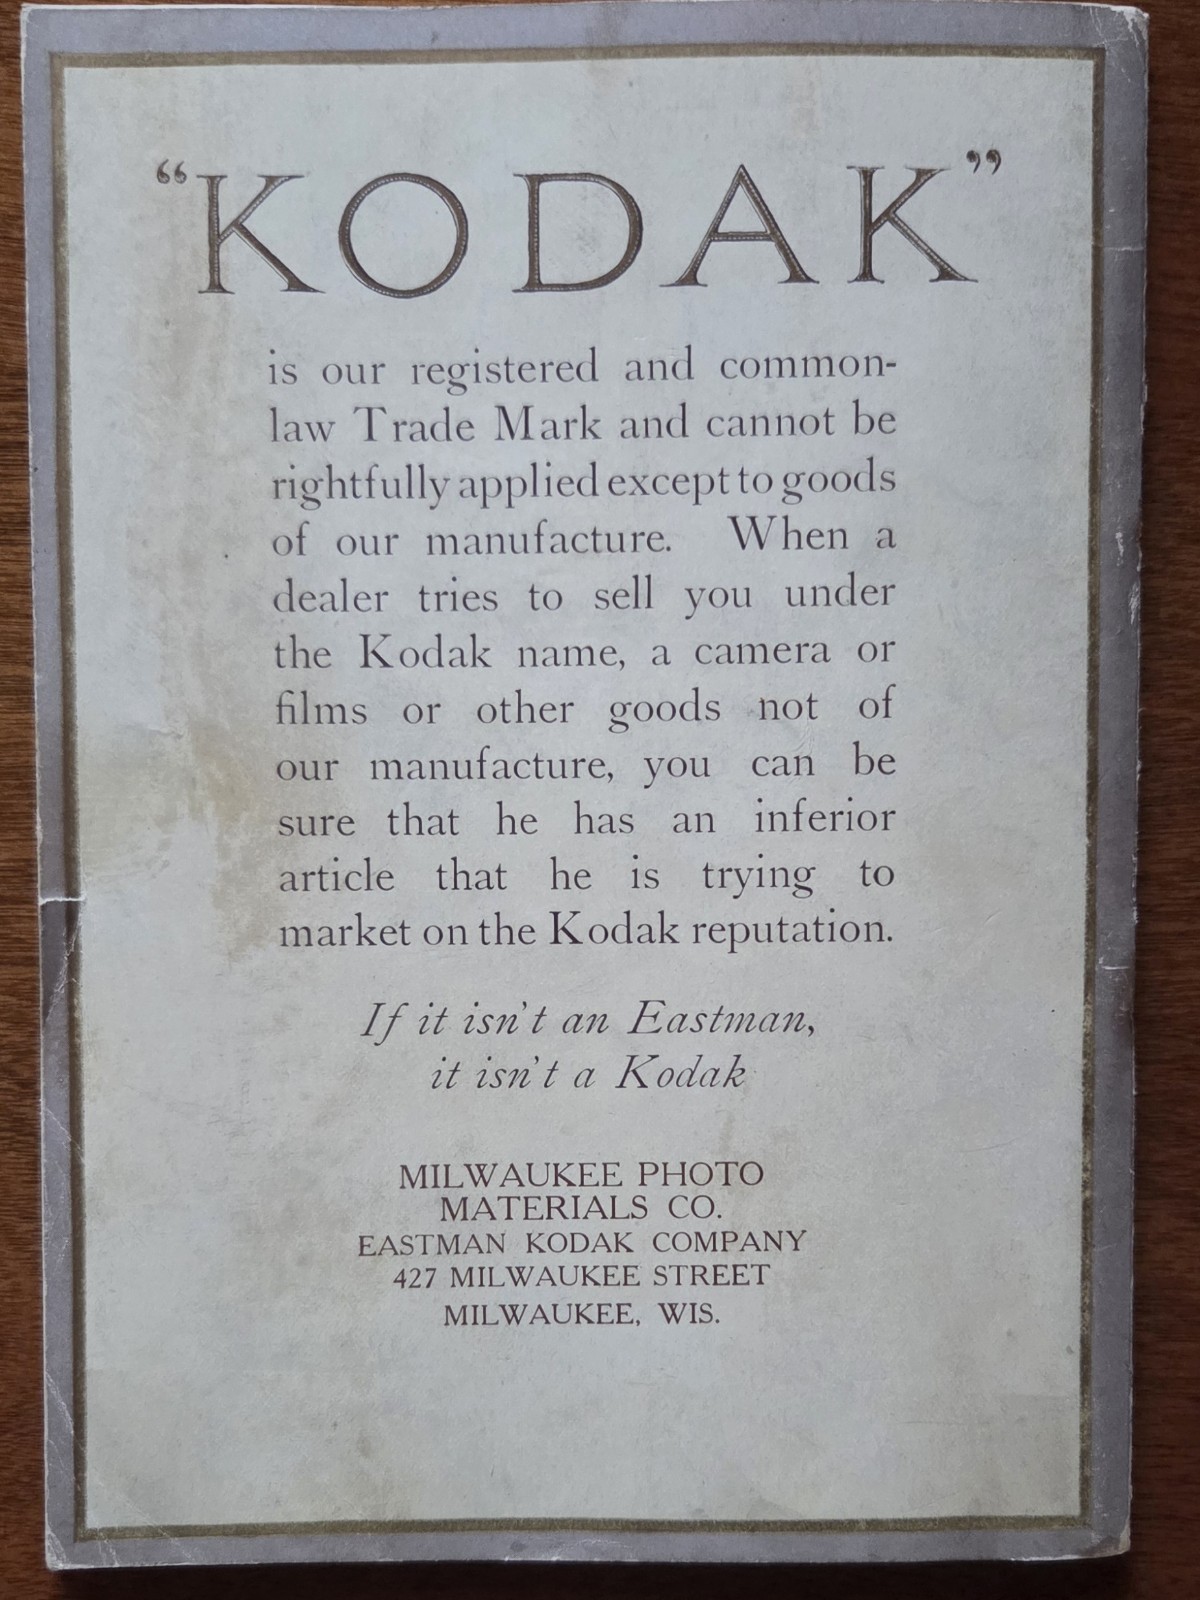 “KODAK”
is our registered and common-
law Trade Mark and cannot be
rightfully applied except to goods
of our manufacture. When a
dealer tries to sell you under
the Kodak name, a camera or
films or other goods not of
our manufacture, you can be
sure that he has an inferior
article that he is trying to
market on the Kodak reputation.
If it isn't an Eastman,
it isn't a Kodak
MILWAUKEE PHOTO
MATERIALS CO.
EASTMAN KODAK COMPANY
427 MILWAUKEE STREET
MILWAUKEE, WIS.